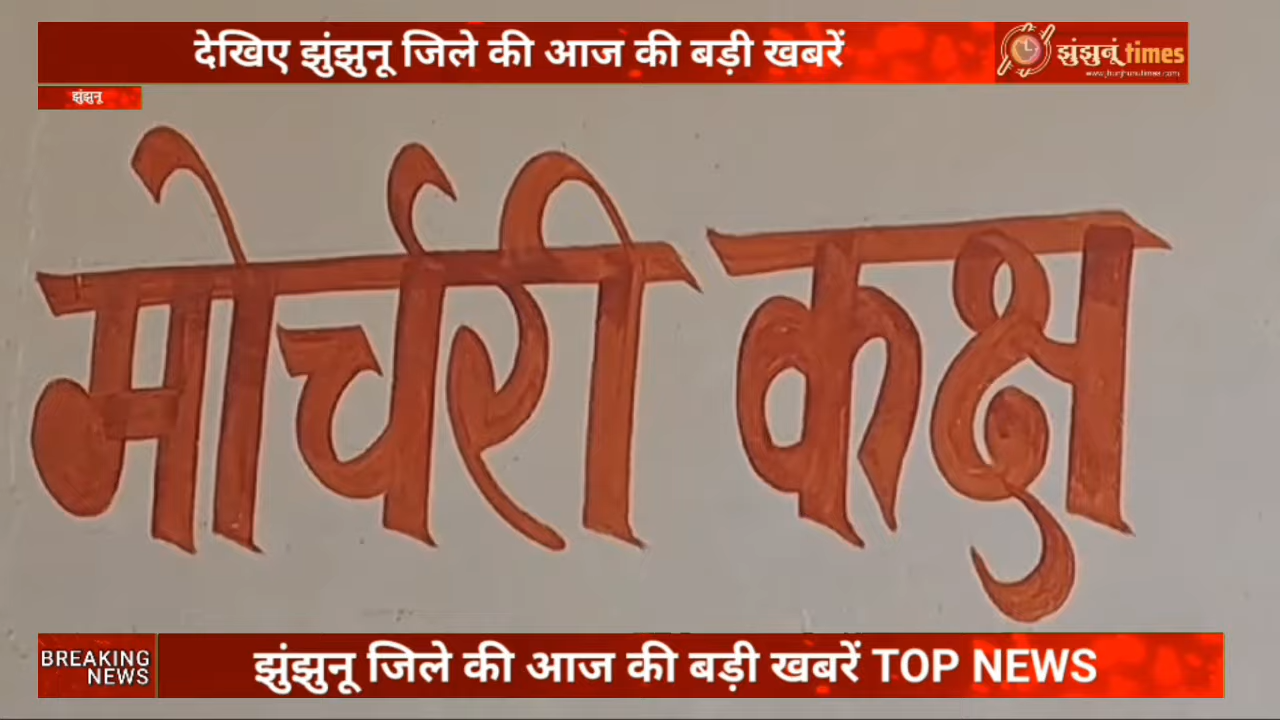 देखिए झुंझुनू जिले की आज की बड़ी खबरें
झुंझुनूं times
झुंझुनू
मोर्चरी कक्ष
BREAKING NEWS
झुंझुनू जिले की आज की बड़ी खबरें TOP NEWS